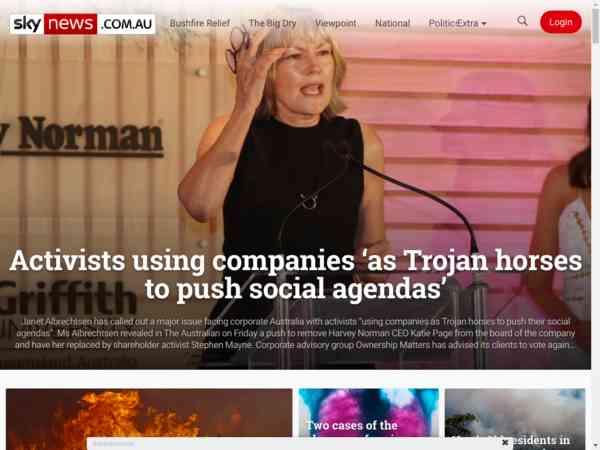 sky news .COM.AU
Bushfire Relief
The Big Dry
Viewpoint
National
Politics
Extra
Login
Norman
Griffith
Activists using companies ‘as Trojan horses
to push social agendas’
Janet Albrechtsen has called out a major issue facing corporate Australia with activists "using companies as Trojan horses to push their social
agendas". Ms Albrechtsen revealed in The Australian on Friday a push to remove Harvey Norman CEO Katie Page from the board of the company
and have her replaced by shareholder activist Stephen Mayne. Corporate advisory group Ownership Matters has advised its clients to vote again...
Two cases of the
residents in
Advertisement